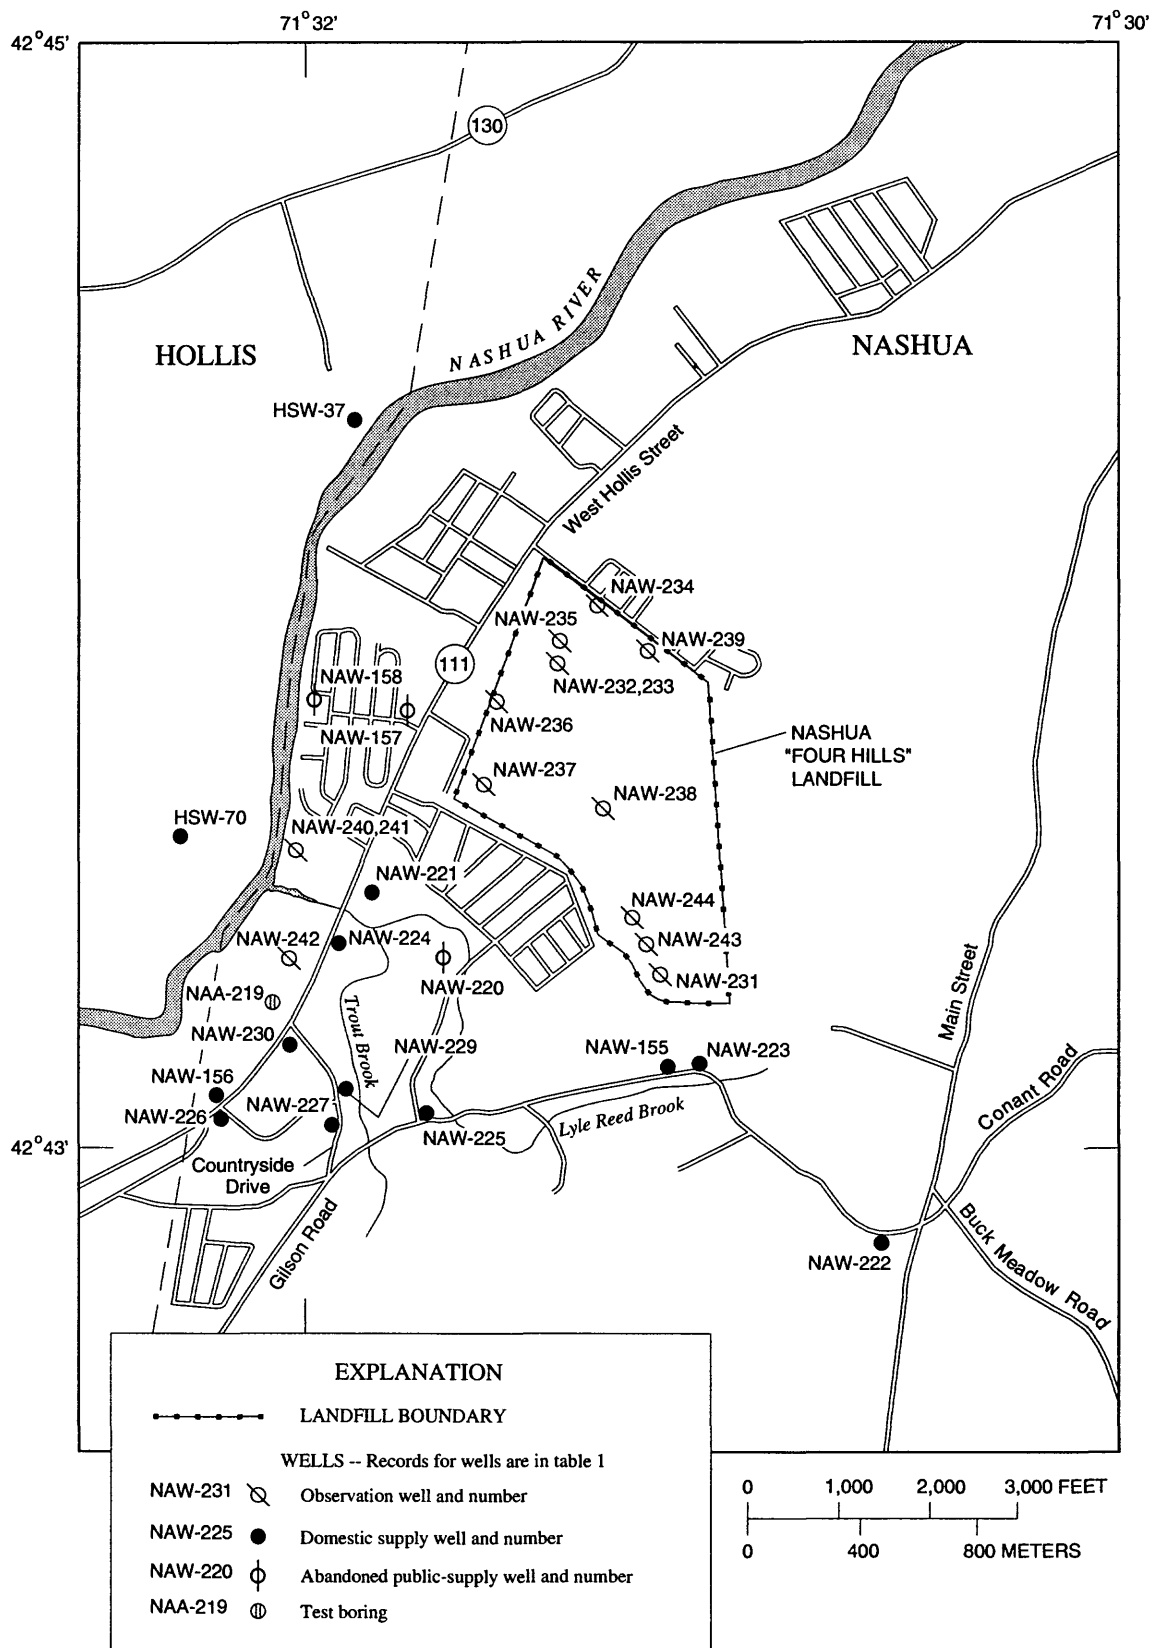 71°32'
71°30'
42°45'
130
HOLLIS
NASHUA RIVER
NASHUA
HSW-37
West Hollis Street
NAW-234
NAW-235
NAW-239
111
NAW-232,233
NAW-158
NAW-236
NAW-157
NASHUA
"FOUR HILLS"
LANDFILL
NAW-237
NAW-238
HSW-70
NAW-240,241
NAW-221
NAW-244
NAW-242
NAW-224
NAW-243
NAW-231
NAW-220
NAA-219
Trout Brook
Main Street
NAW-230
NAW-229
NAW-155
NAW-223
NAW-156
NAW-226
NAW-227
Conant Road
Lyle Reed Brook
NAW-225
42°43'
Countryside
Drive
Gilson Road
Buck Meadow Road
NAW-222
EXPLANATION
LANDFILL BOUNDARY
WELLS -- Records for wells are in table 1
NAW-231 Observation well and number
NAW-225 Domestic supply well and number
NAW-220 Abandoned public-supply well and number
NAA-219 Test boring
0 1,000 2,000 3,000 FEET
0 400 800 METERS